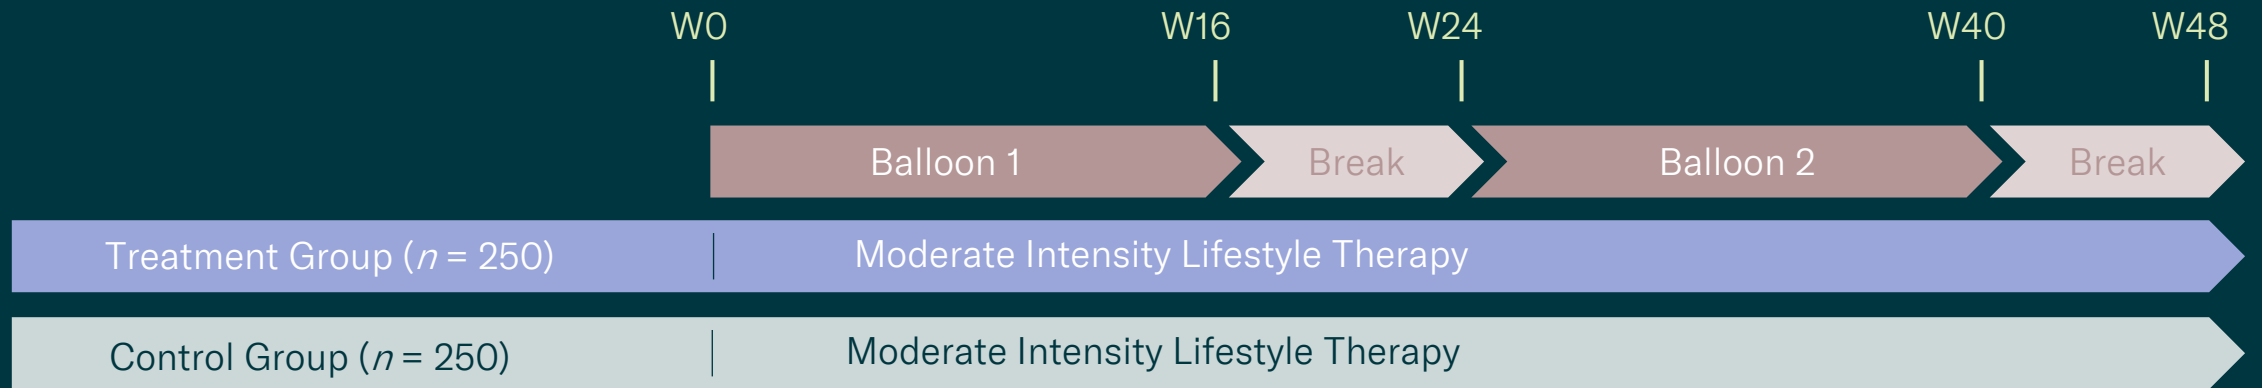 W0 W16 W24 W40 W48
Balloon 1 Break Balloon 2 Break
Treatment Group (n = 250) Moderate Intensity Lifestyle Therapy
Control Group (n = 250) Moderate Intensity Lifestyle Therapy